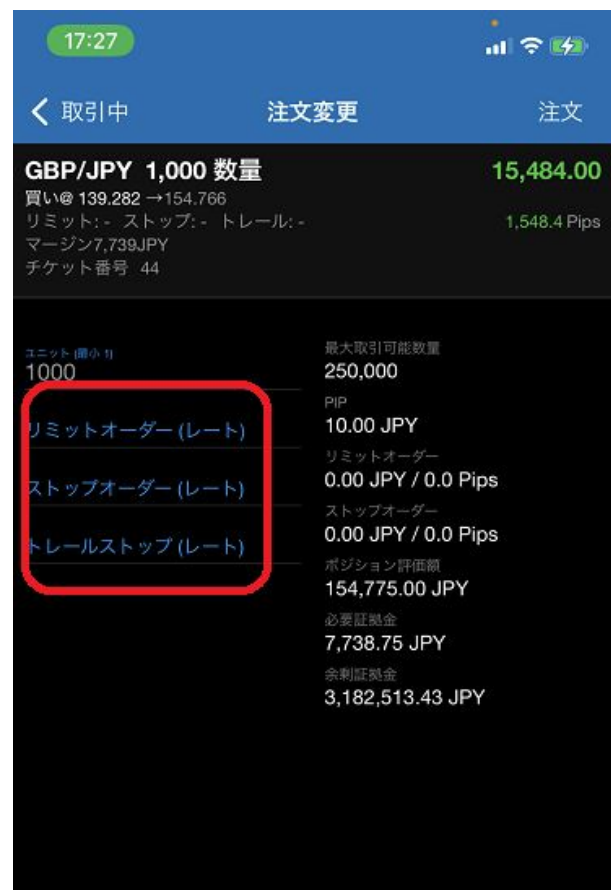 17:27
取引中
注文変更
注文
GBP/JPY 1,000 数量
15,484.00
買い@ 139.282 →154.766
リミット: - ストップ: - トレール: -
1,548.4 Pips
マージン7,739JPY
チケット番号 44
ユニット (最小 1)
1000
リミットオーダー (レート)
ストップオーダー (レート)
トレールストップ (レート)
最大取引可能数量
250,000
PIP
10.00 JPY
リミットオーダー
0.00 JPY / 0.0 Pips
ストップオーダー
0.00 JPY / 0.0 Pips
ポジション評価額
154,775.00 JPY
必要証拠金
7,738.75 JPY
余剰証拠金
3,182,513.43 JPY